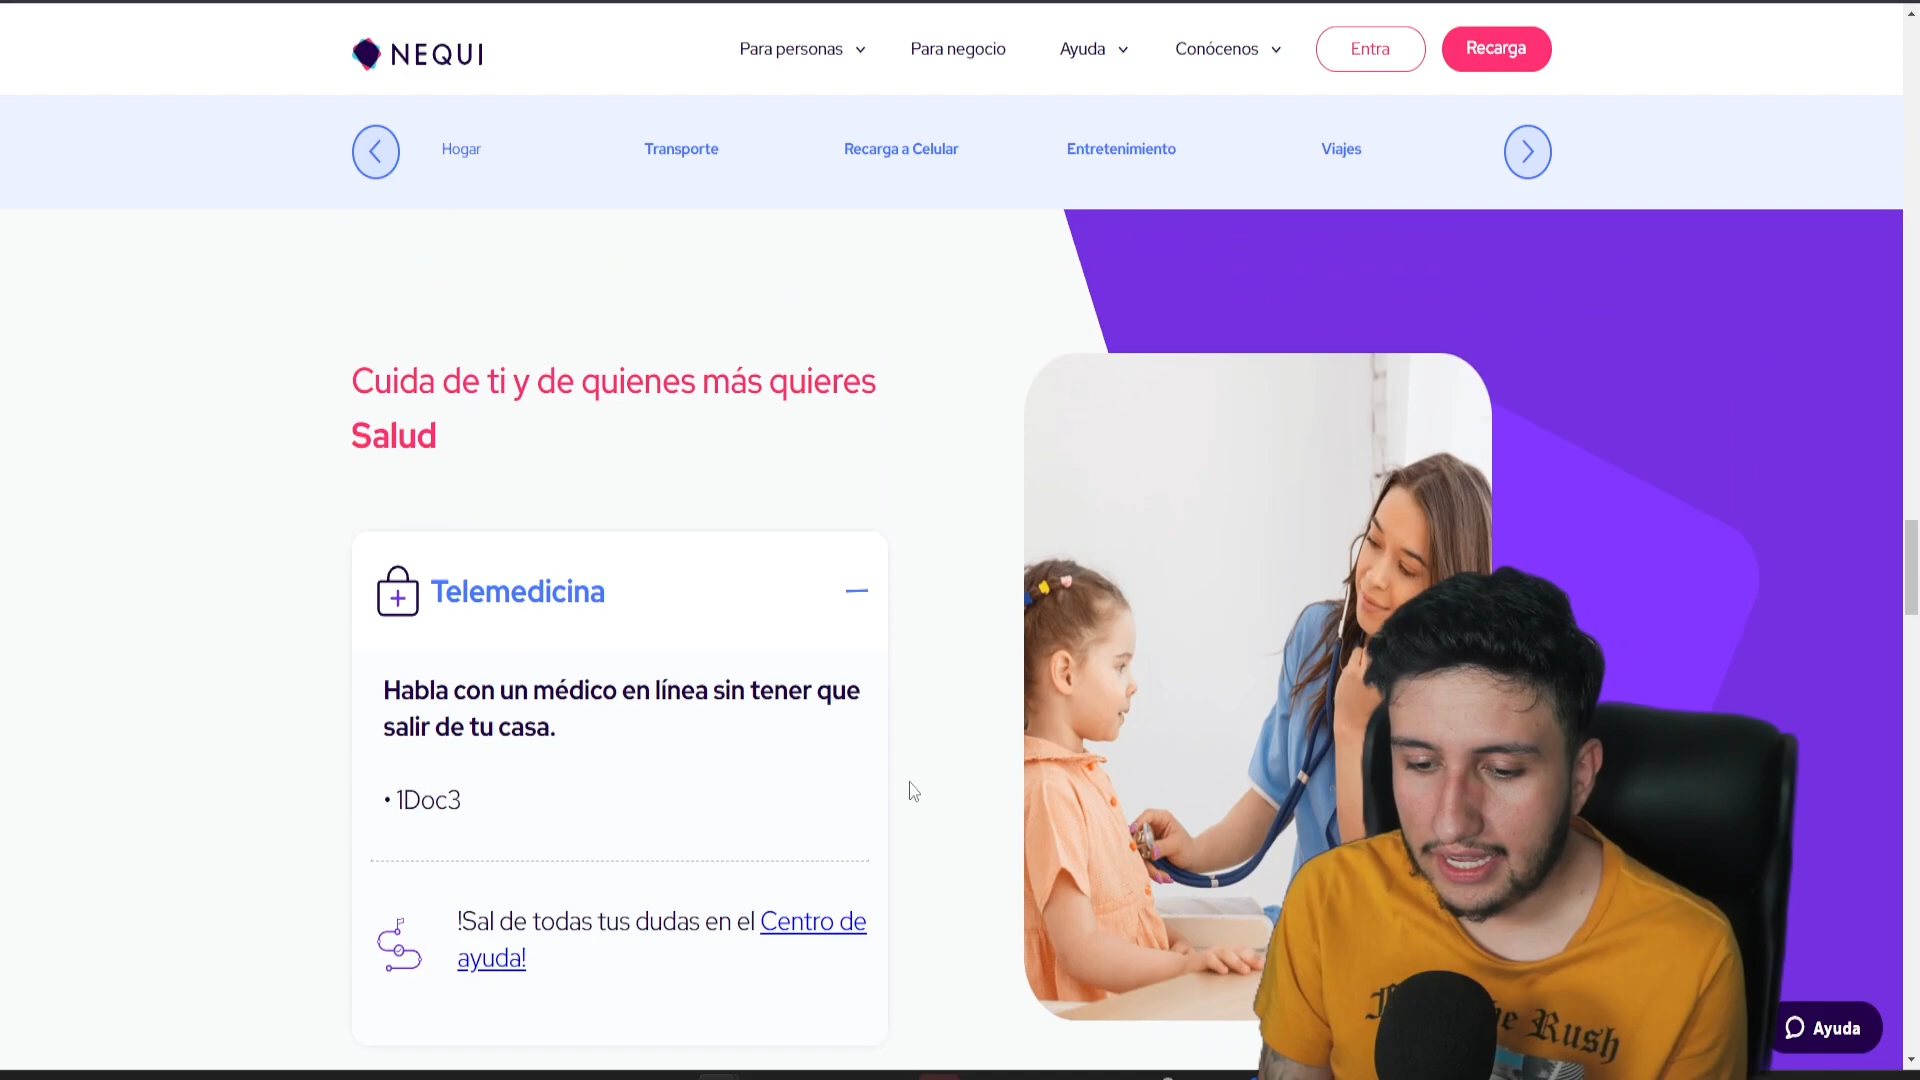 NEQUI
Para personas
Para negocio
Ayuda
Conócenos
Entra
Recarga
Hogar
Transporte
Recarga a Celular
Entretenimiento
Viajes
Cuida de ti y de quienes más quieres
Salud
Telemedicina
Habla con un médico en línea sin tener que
salir de tu casa.
• 1Doc3
!Sal de todas tus dudas en el Centro de
ayuda!
he Rush
Ayuda